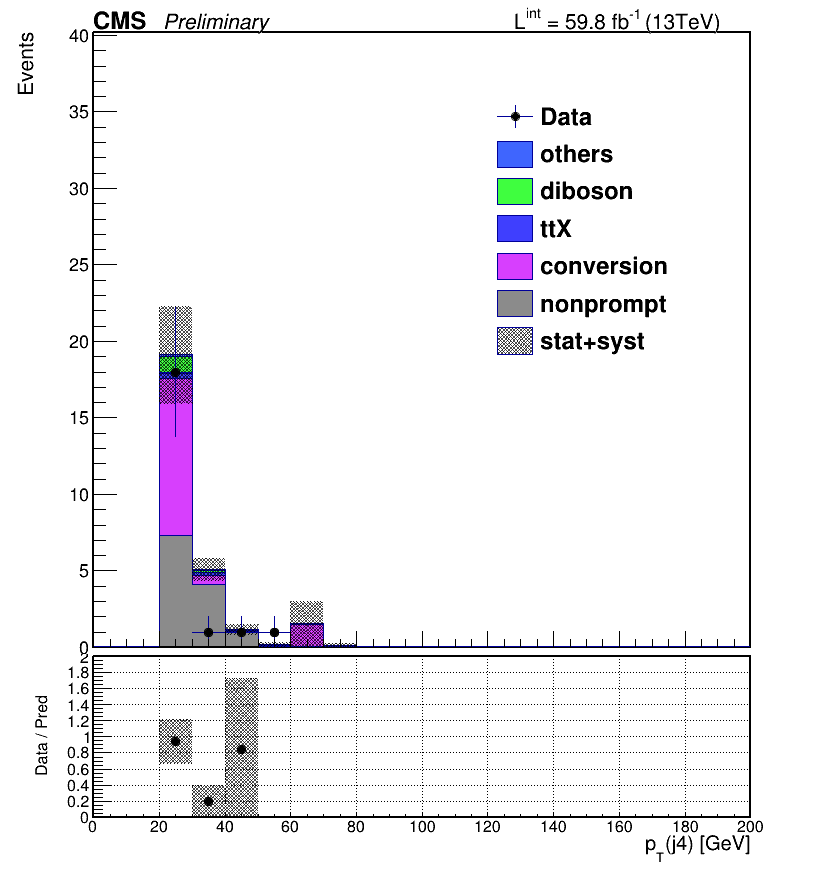 CMS Preliminary L^int = 59.8 fb^-1 (13TeV)
Events
40
35
30
25
20
15
10
5
0
Data
others
diboson
ttX
conversion
nonprompt
stat+syst
Data / Pred
2
1.8
1.6
1.4
1.2
1
0.8
0.6
0.4
0.2
0
0 20 40 60 80 100 120 140 160 180 200
p_T(j4) [GeV]